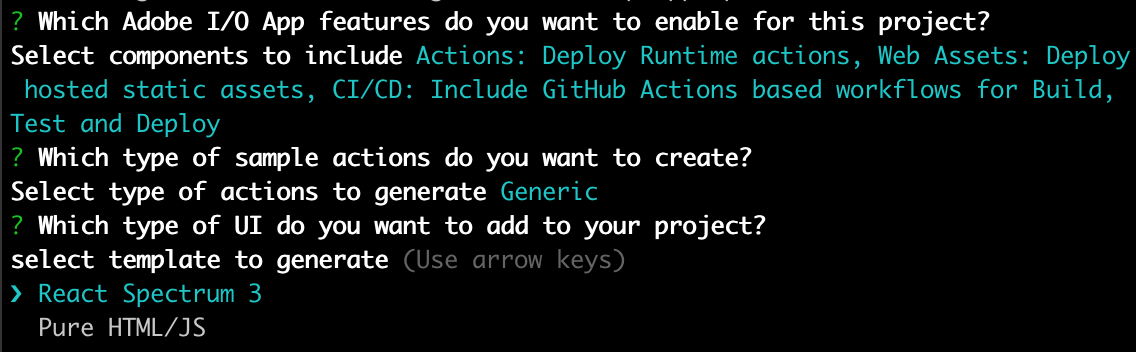 ? Which Adobe I/O App features do you want to enable for this project?
Select components to include Actions: Deploy Runtime actions, Web Assets: Deploy
hosted static assets, CI/CD: Include GitHub Actions based workflows for Build,
Test and Deploy
? Which type of sample actions do you want to create?
Select type of actions to generate Generic
? Which type of UI do you want to add to your project?
select template to generate (Use arrow keys)
❯ React Spectrum 3
Pure HTML/JS